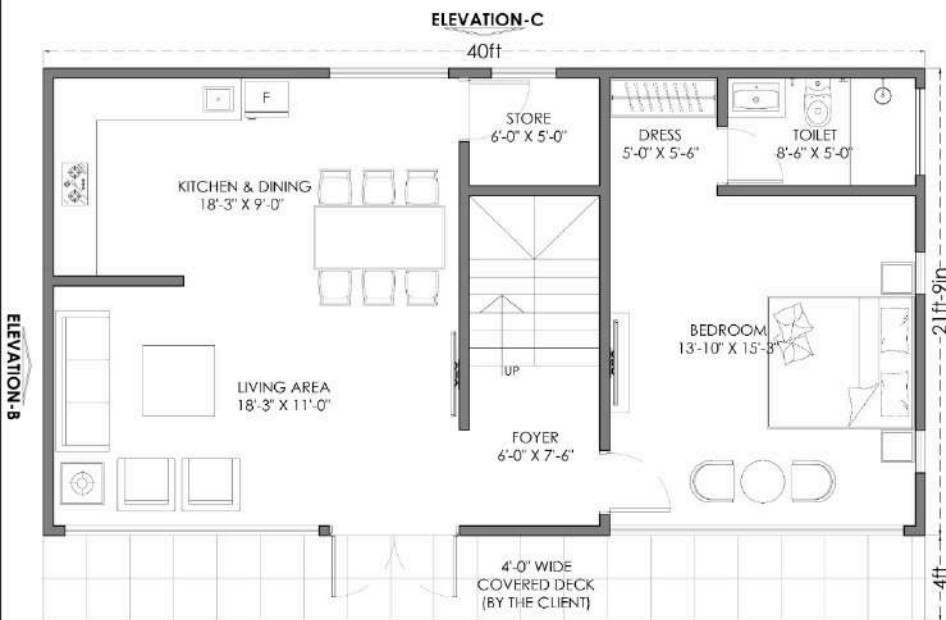 ELEVATION-C
40ft
F
STORE
6'-0" X 5'-0"
DRESS
5'-0" X 5'-6"
TOILET
8'-6" X 5'-0"
KITCHEN & DINING
18'-3" X 9'-0"
21ft-9in
ELEVATION-B
BEDROOM
13'-10" X 15'-3"
UP
LIVING AREA
18'-3" X 11'-0"
FOYER
6'-0" X 7'-6"
4'-0" WIDE
COVERED DECK
(BY THE CLIENT)
4ft